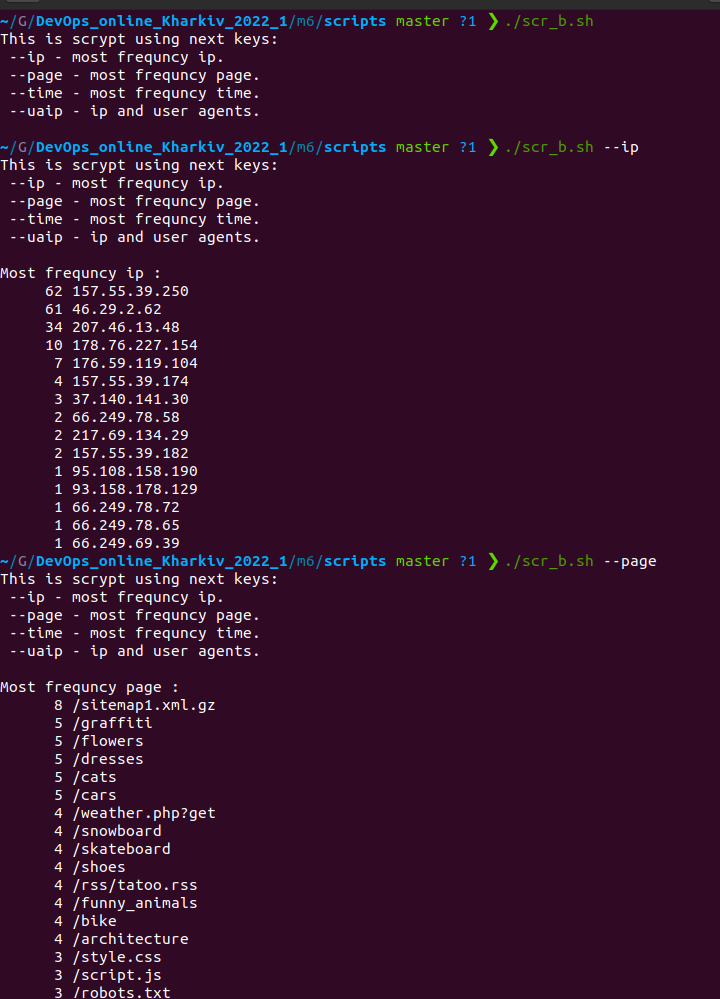 ~/G/DevOps_online_Kharkiv_2022_1/m6/scripts master ?1 ❯ ./scr_b.sh
This is scrypt using next keys:
--ip - most frequncy ip.
--page - most frequncy page.
--time - most frequncy time.
--uaip - ip and user agents.
~/G/DevOps_online_Kharkiv_2022_1/m6/scripts master ?1 ❯ ./scr_b.sh --ip
This is scrypt using next keys:
--ip - most frequncy ip.
--page - most frequncy page.
--time - most frequncy time.
--uaip - ip and user agents.
Most frequncy ip :
62 157.55.39.250
61 46.29.2.62
34 207.46.13.48
10 178.76.227.154
7 176.59.119.104
4 157.55.39.174
3 37.140.141.30
2 66.249.78.58
2 217.69.134.29
2 157.55.39.182
1 95.108.158.190
1 93.158.178.129
1 66.249.78.72
1 66.249.78.65
1 66.249.69.39
~/G/DevOps_online_Kharkiv_2022_1/m6/scripts master ?1 ❯ ./scr_b.sh --page
This is scrypt using next keys:
--ip - most frequncy ip.
--page - most frequncy page.
--time - most frequncy time.
--uaip - ip and user agents.
Most frequncy page :
8 /sitemap1.xml.gz
5 /graffiti
5 /flowers
5 /dresses
5 /cats
5 /cars
4 /weather.php?get
4 /snowboard
4 /skateboard
4 /shoes
4 /rss/tatoo.rss
4 /funny_animals
4 /bike
4 /architecture
3 /style.css
3 /script.js
3 /robots.txt